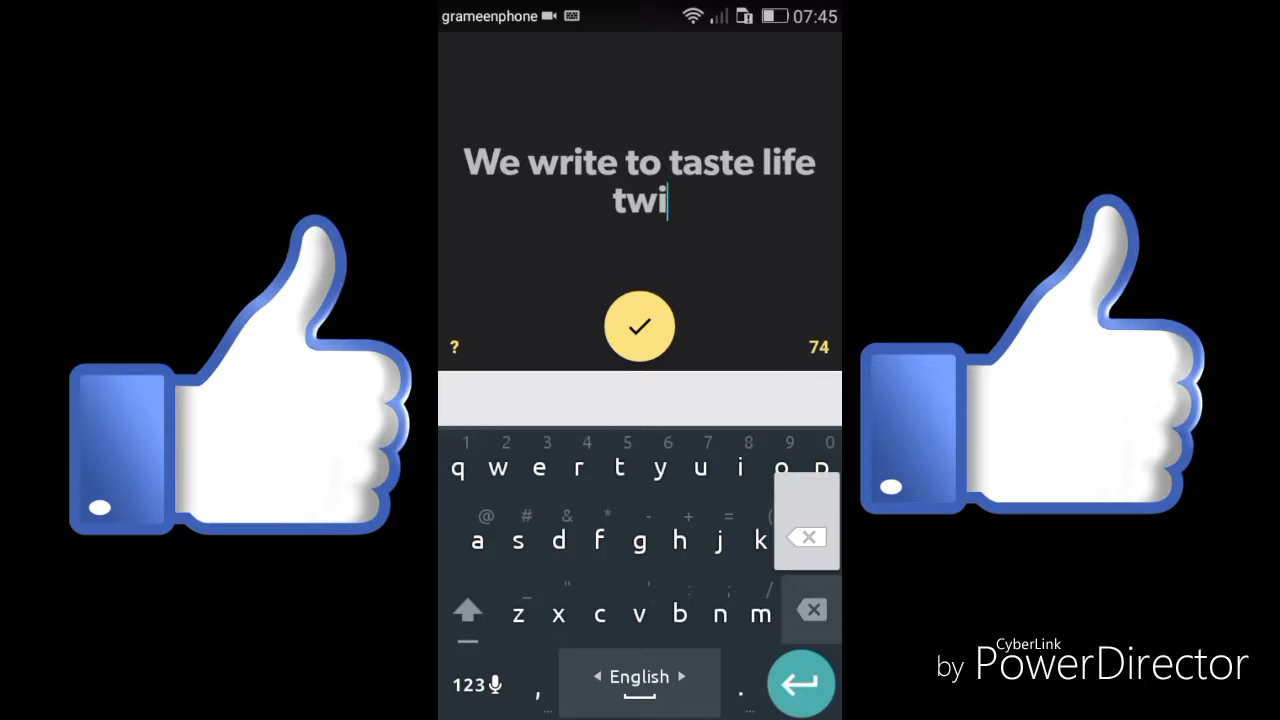 grameenphone 07:45
We write to taste life
twi
? 74
1 2 3 4 5 6 7 8 9 0
q w e r t y u i o p
@ # & * - + = (
a s d f g h j k
_ " ' : ; /
z x c v b n m
123 , English .
CyberLink
by PowerDirector